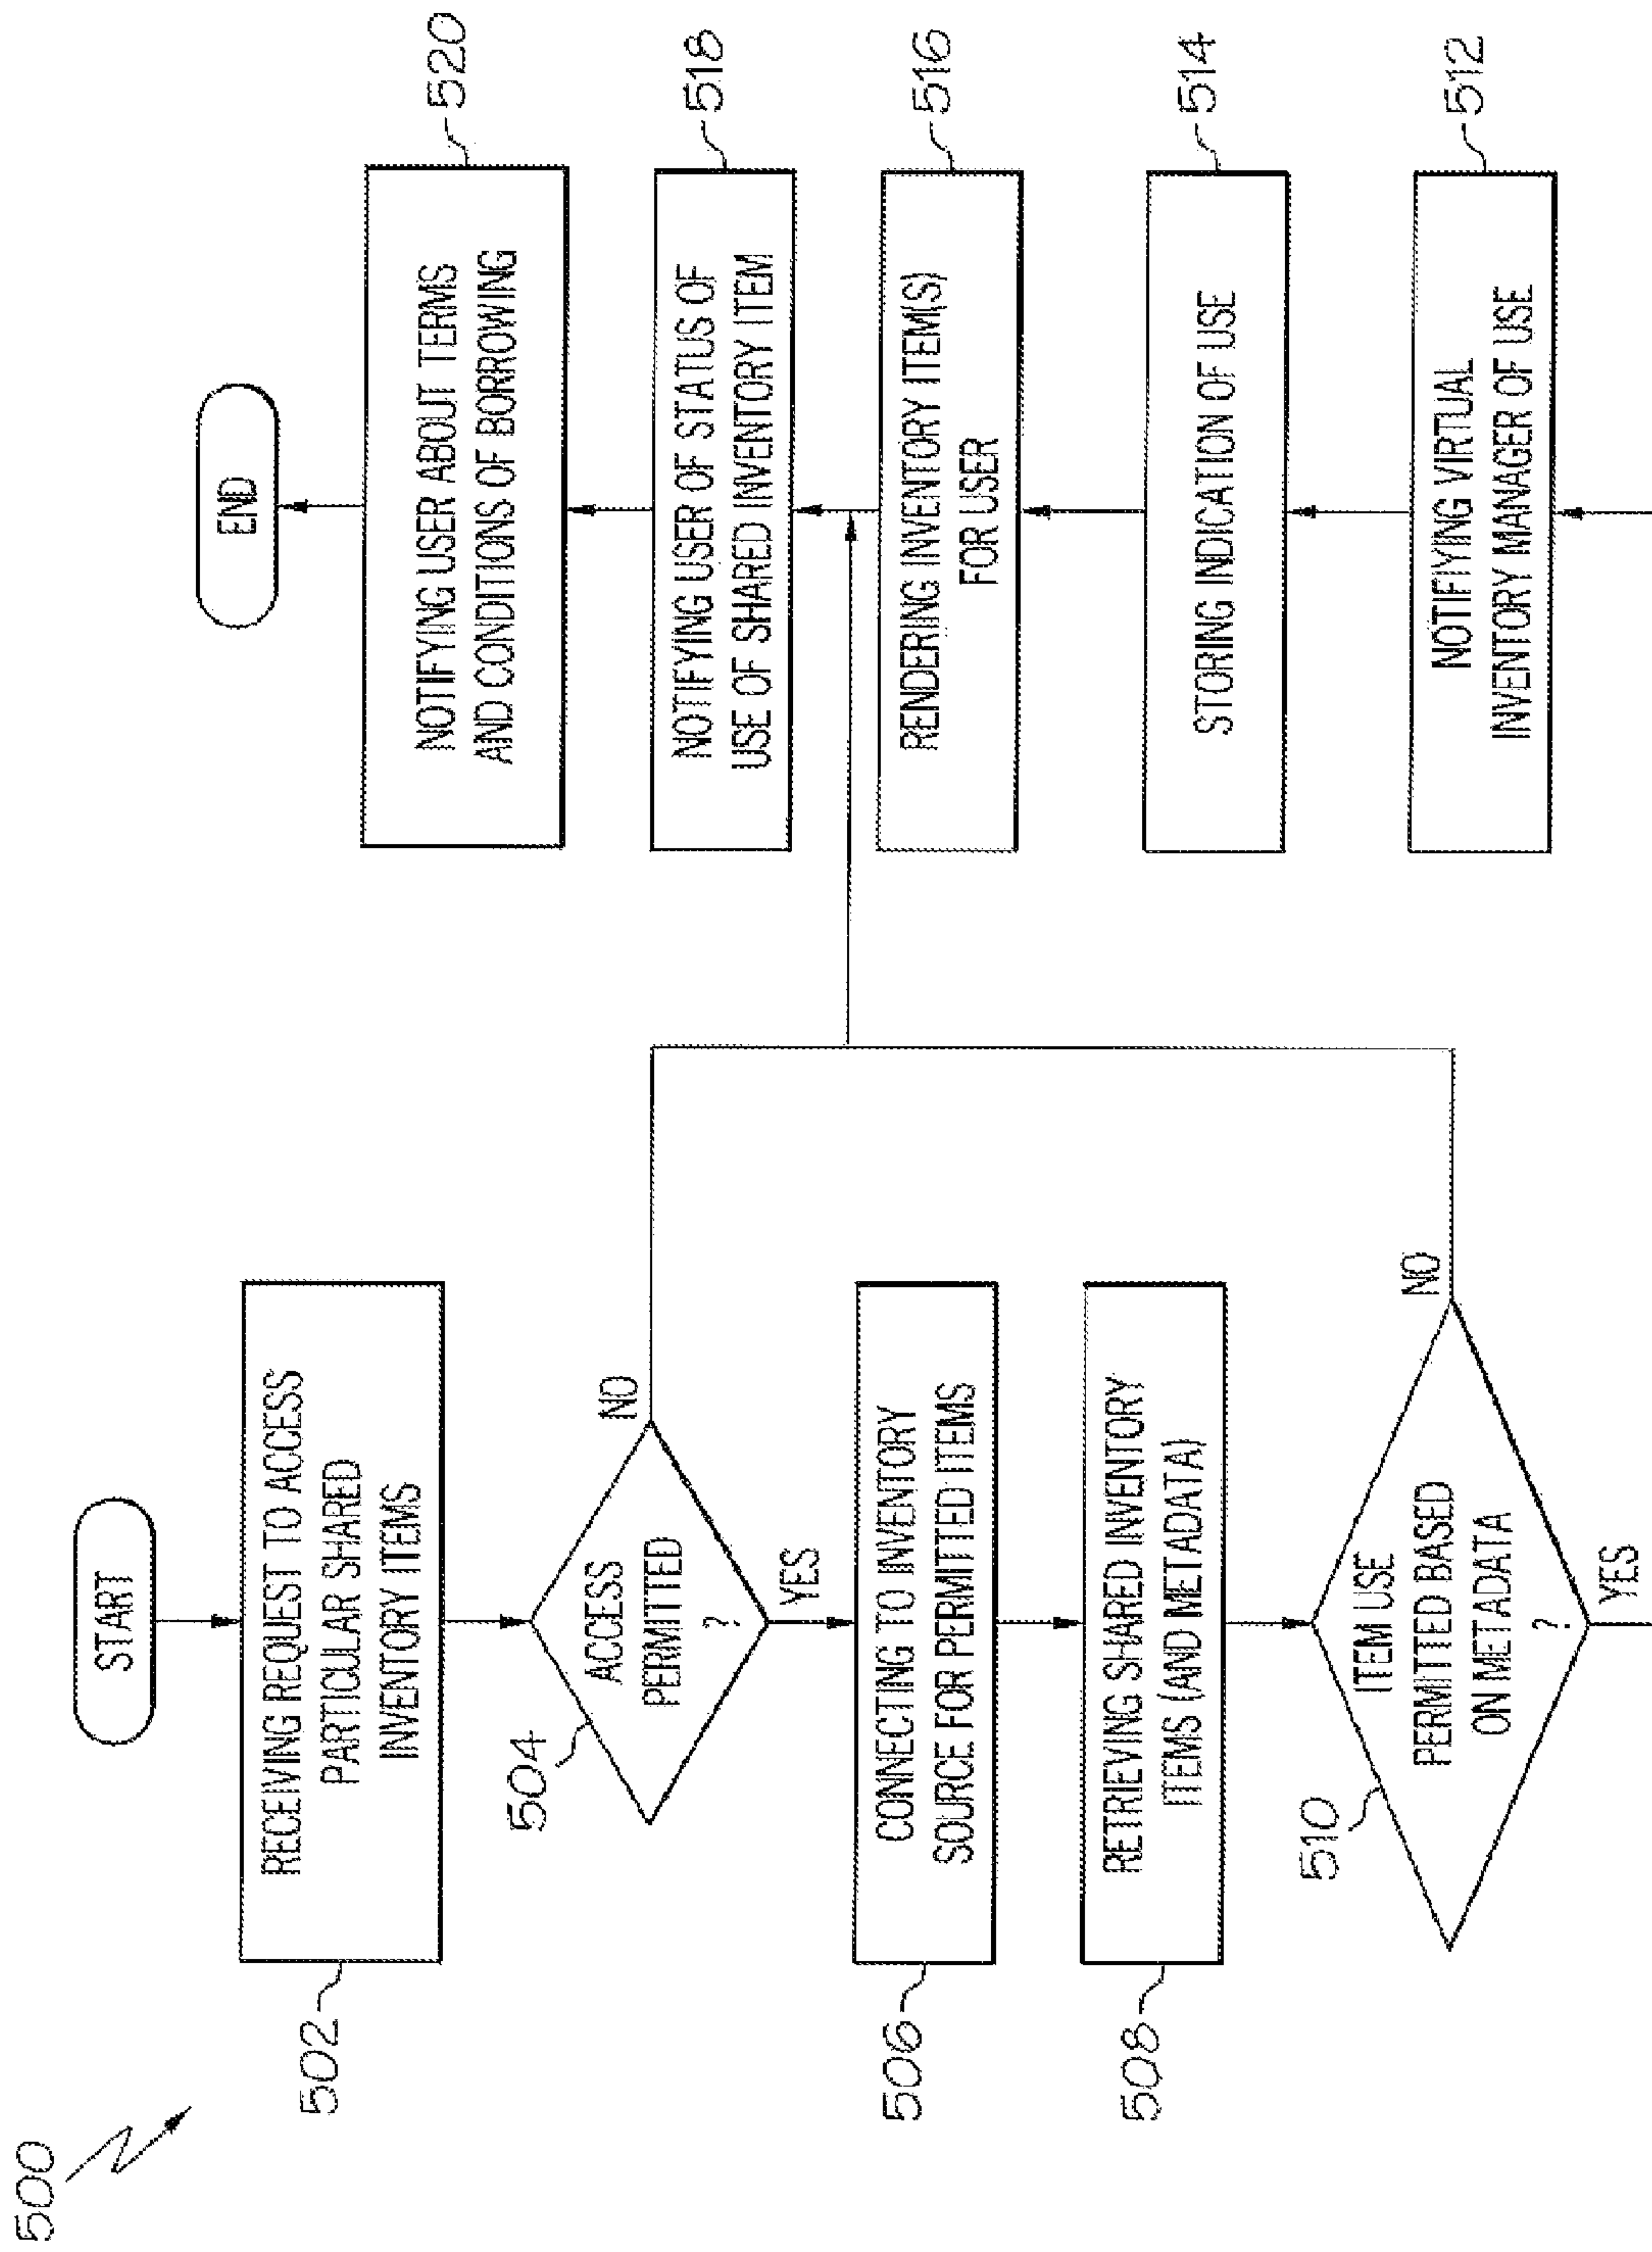 500
START
502
RECEIVING REQUEST TO ACCESS
PARTICULAR SHARED
INVENTORY ITEMS
504
ACCESS
PERMITTED
?
NO
YES
506
CONNECTING TO INVENTORY
SOURCE FOR PERMITTED ITEMS
508
RETRIEVING SHARED INVENTORY
ITEMS (AND METADATA)
510
ITEM USE
PERMITTED BASED
ON METADATA
?
NO
YES
END
NOTIFYING USER ABOUT TERMS
AND CONDITIONS OF BORROWING
520
NOTIFYING USER OF STATUS OF
USE OF SHARED INVENTORY ITEM
518
RENDERING INVENTORY ITEM(S)
FOR USER
516
STORING INDICATION OF USE
514
NOTIFIYING VIRTUAL
INVENTORY MANAGER OF USE
512